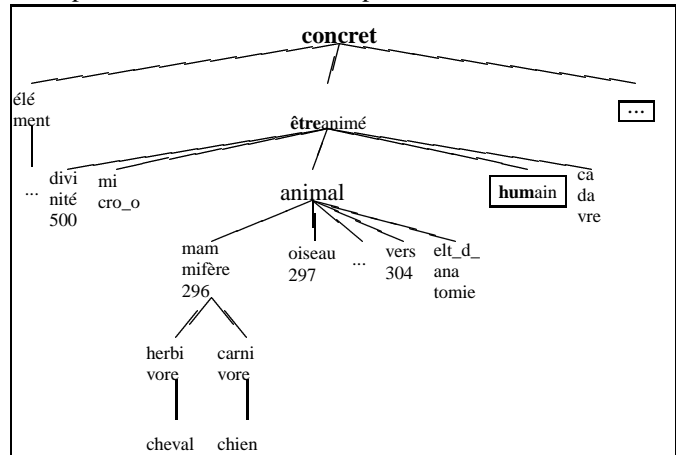 concret
élé
ment
...
êtreanimé
...
divi
nité
500
mi
cro_o
animal
humain
ca
da
vre
mam
mifère
296
oiseau
297
...
vers
304
elt_d_
ana
tomie
herbi
vore
carni
vore
cheval
chien